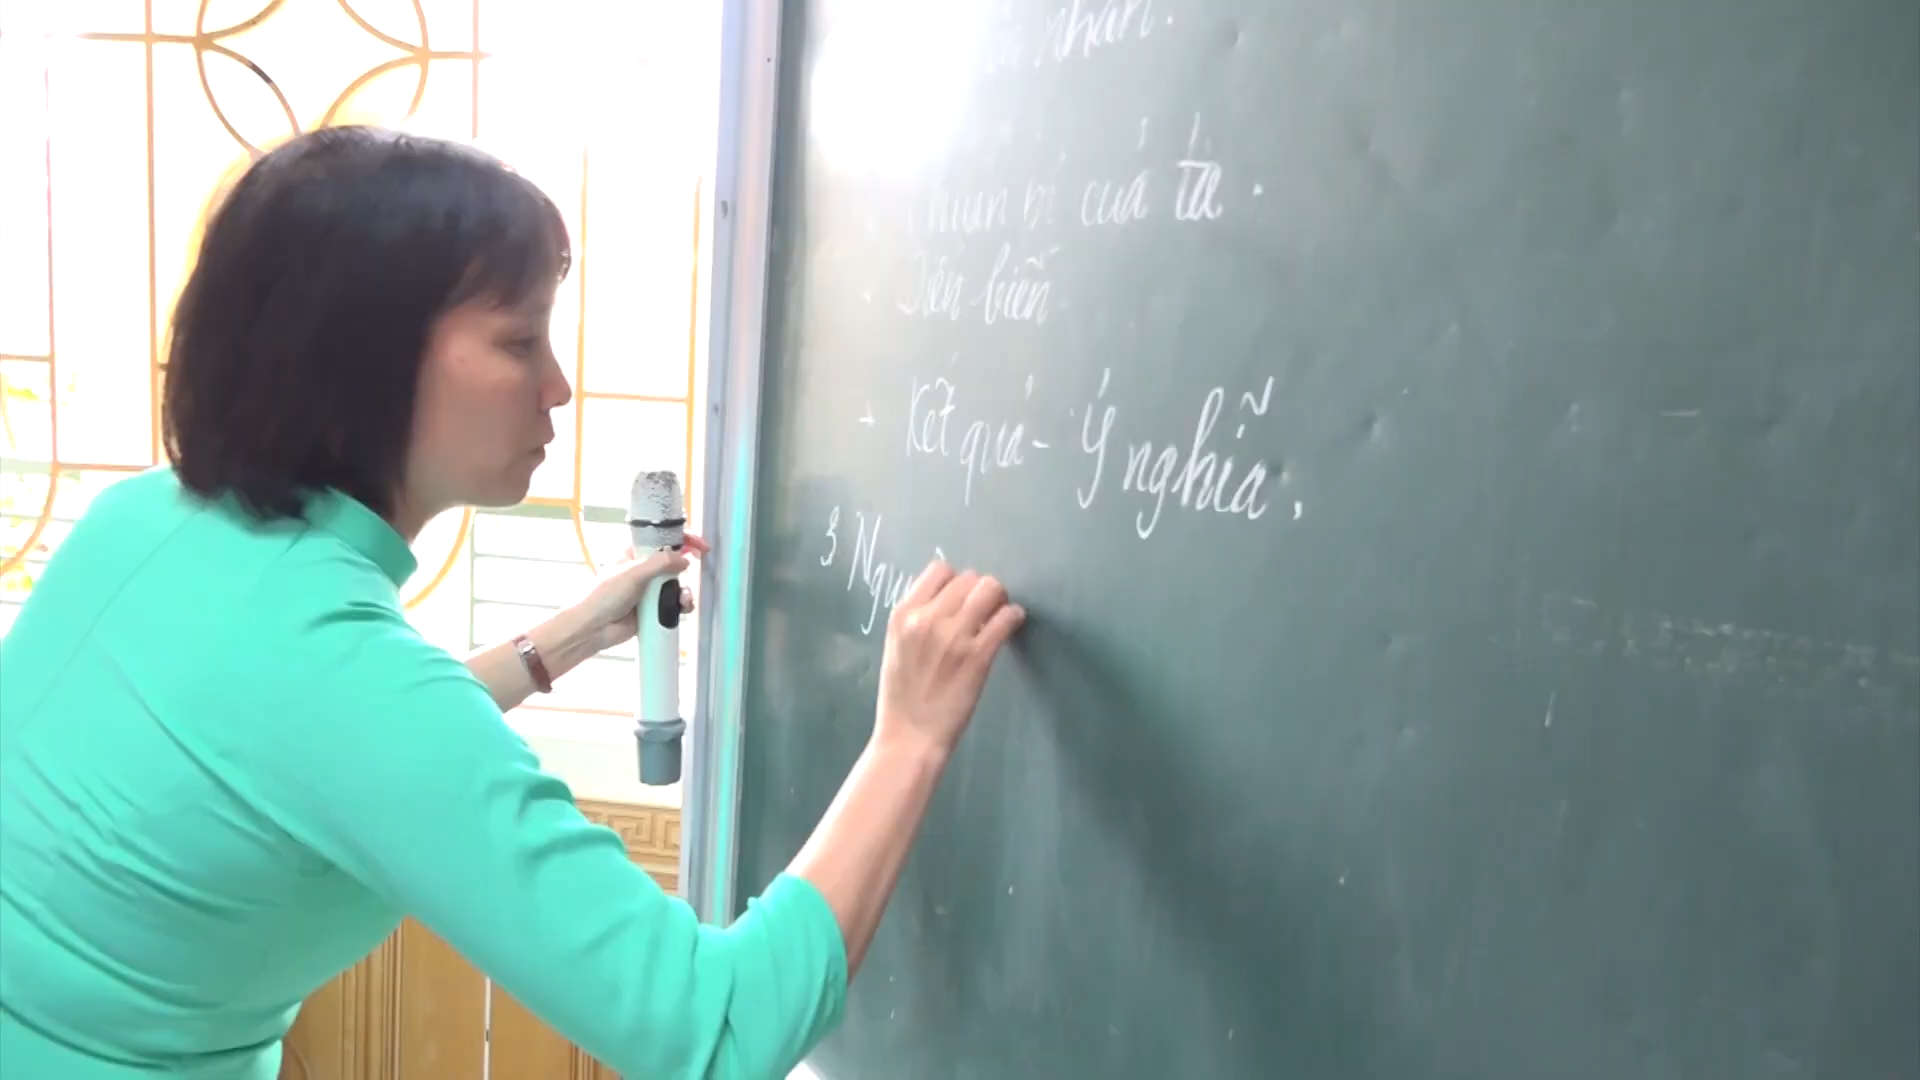 nhân.
chuẩn bị của ta.
Diễn biến
+ Kết quả - Ý nghĩa.
3 Nguy